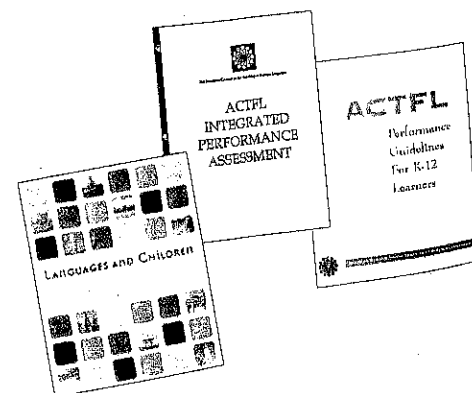 LANGUAGES AND CHILDREN
ACTFL
INTEGRATED
PERFORMANCE
ASSESSMENT
ACTFL
Performance
Guidelines
For K-12
Learners